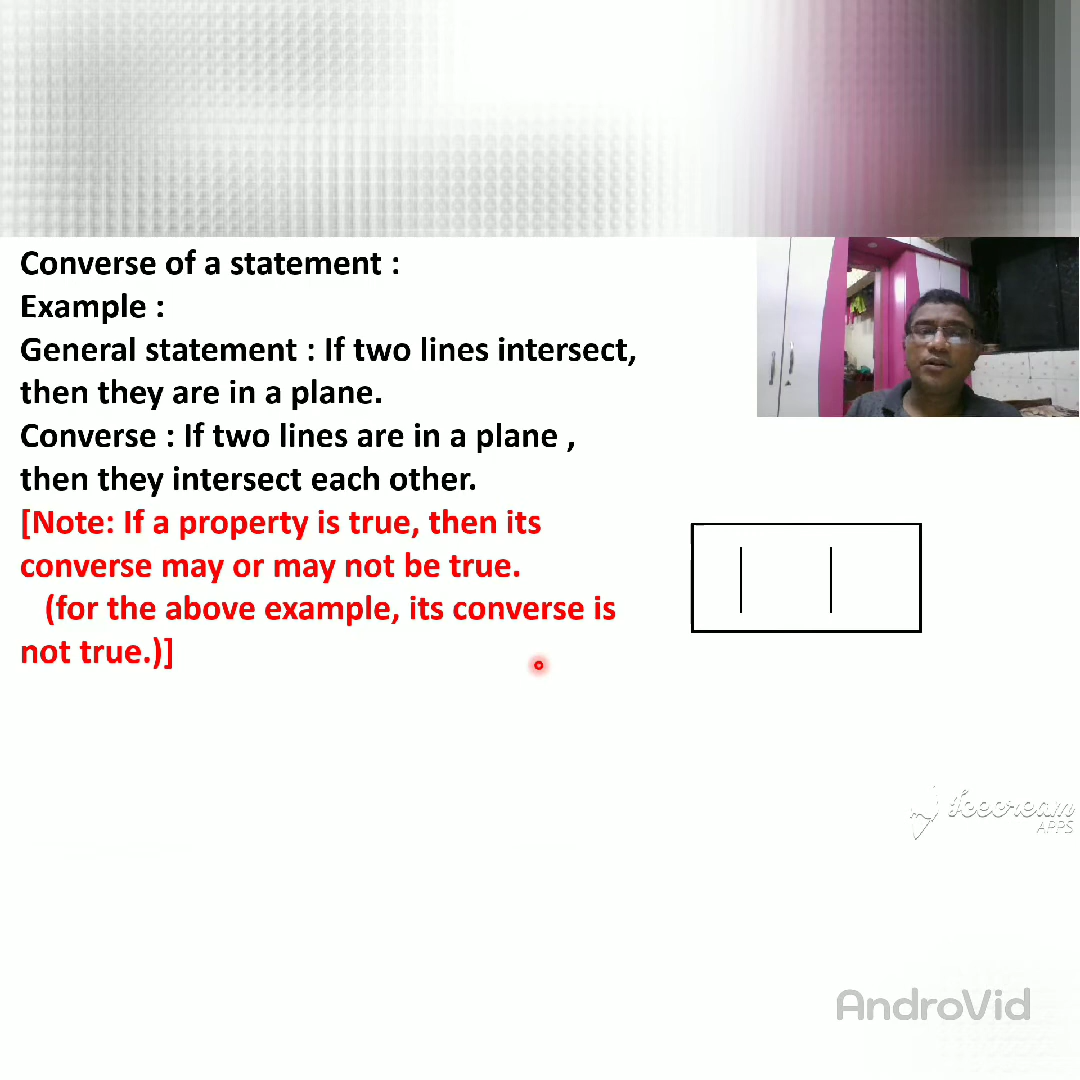 Converse of a statement :
Example :
General statement : If two lines intersect,
then they are in a plane.
Converse : If two lines are in a plane ,
then they intersect each other.
[Note: If a property is true, then its
converse may or may not be true.
(for the above example, its converse is
not true.)]
Icecream
APPS
AndroVid